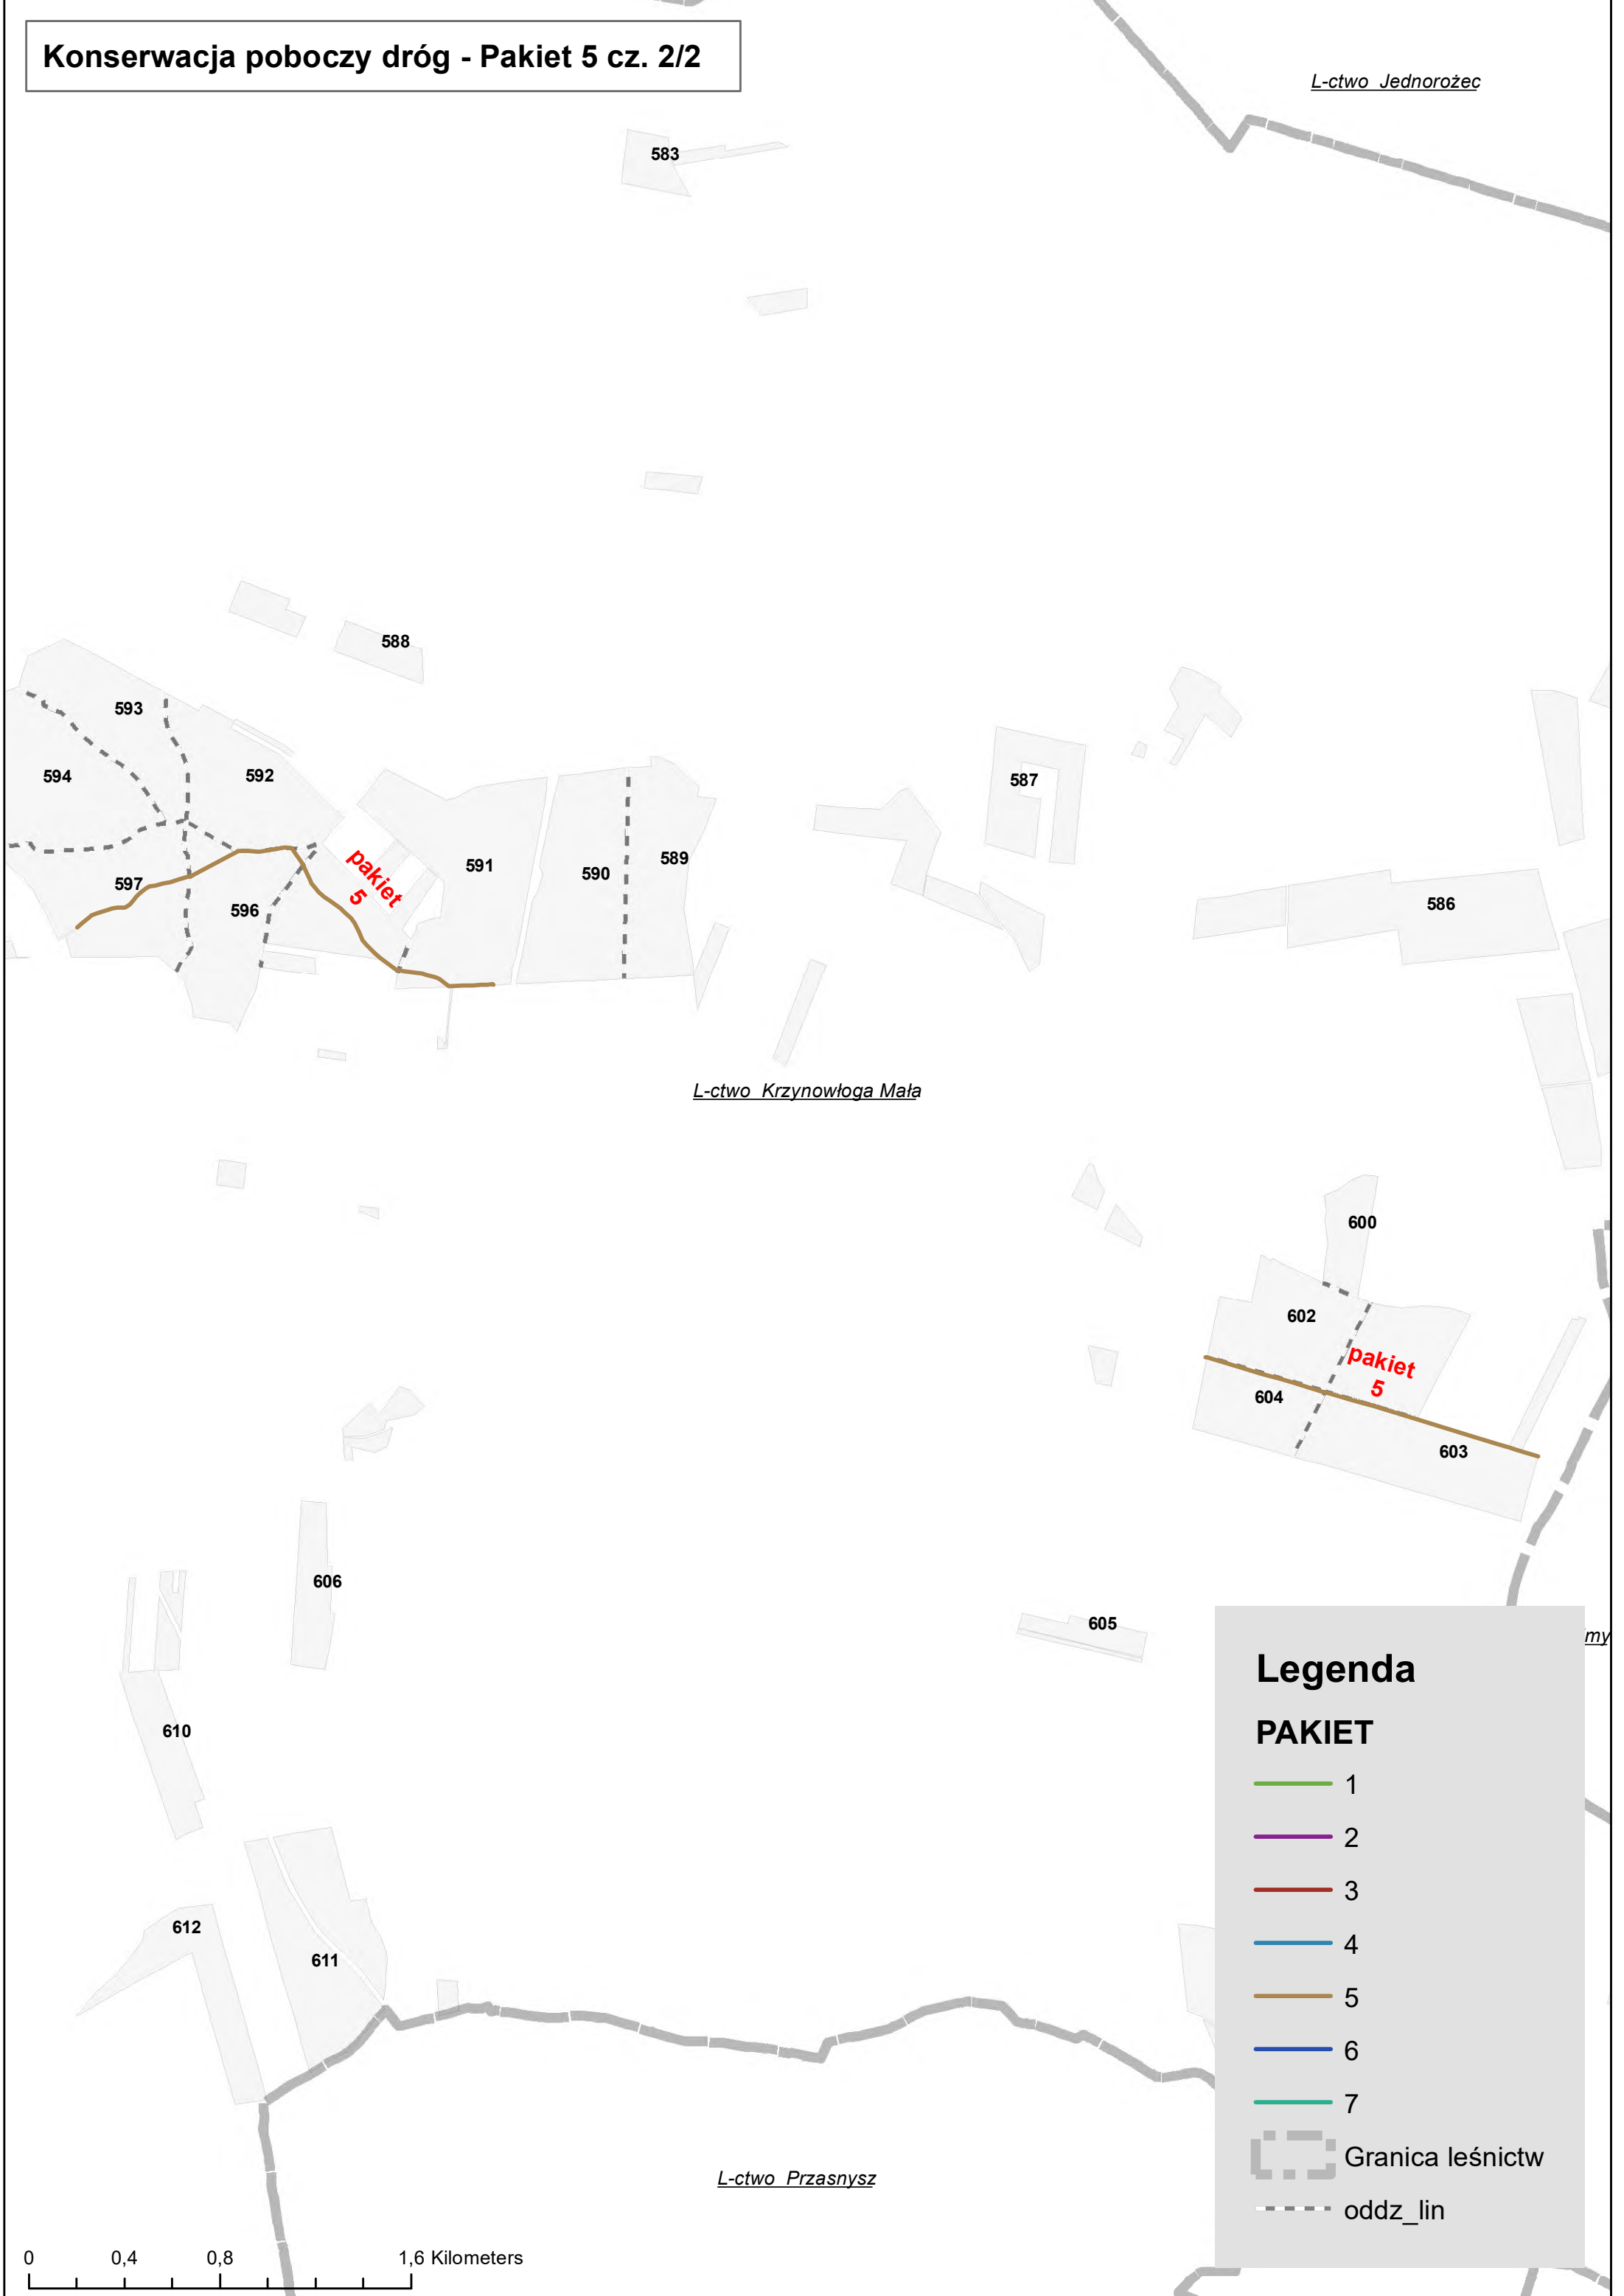 Konserwacja poboczy dróg - Pakiet 5 cz. 2/2
L-ctwo Jednorożec
583
588
593
594
592
587
591
590
589
597
596
pakiet
5
586
L-ctwo Krzynowłoga Mała
600
602
pakiet
5
604
603
606
605
my
610
612
611
L-ctwo Przasnysz
Legenda
PAKIET
1
2
3
4
5
6
7
Granica leśnictw
oddz_lin
0 0,4 0,8 1,6 Kilometers